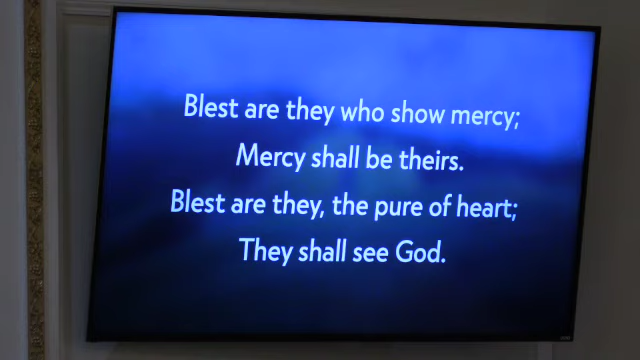 Blest are they who show mercy;
Mercy shall be theirs.
Blest are they, the pure of heart;
They shall see God.